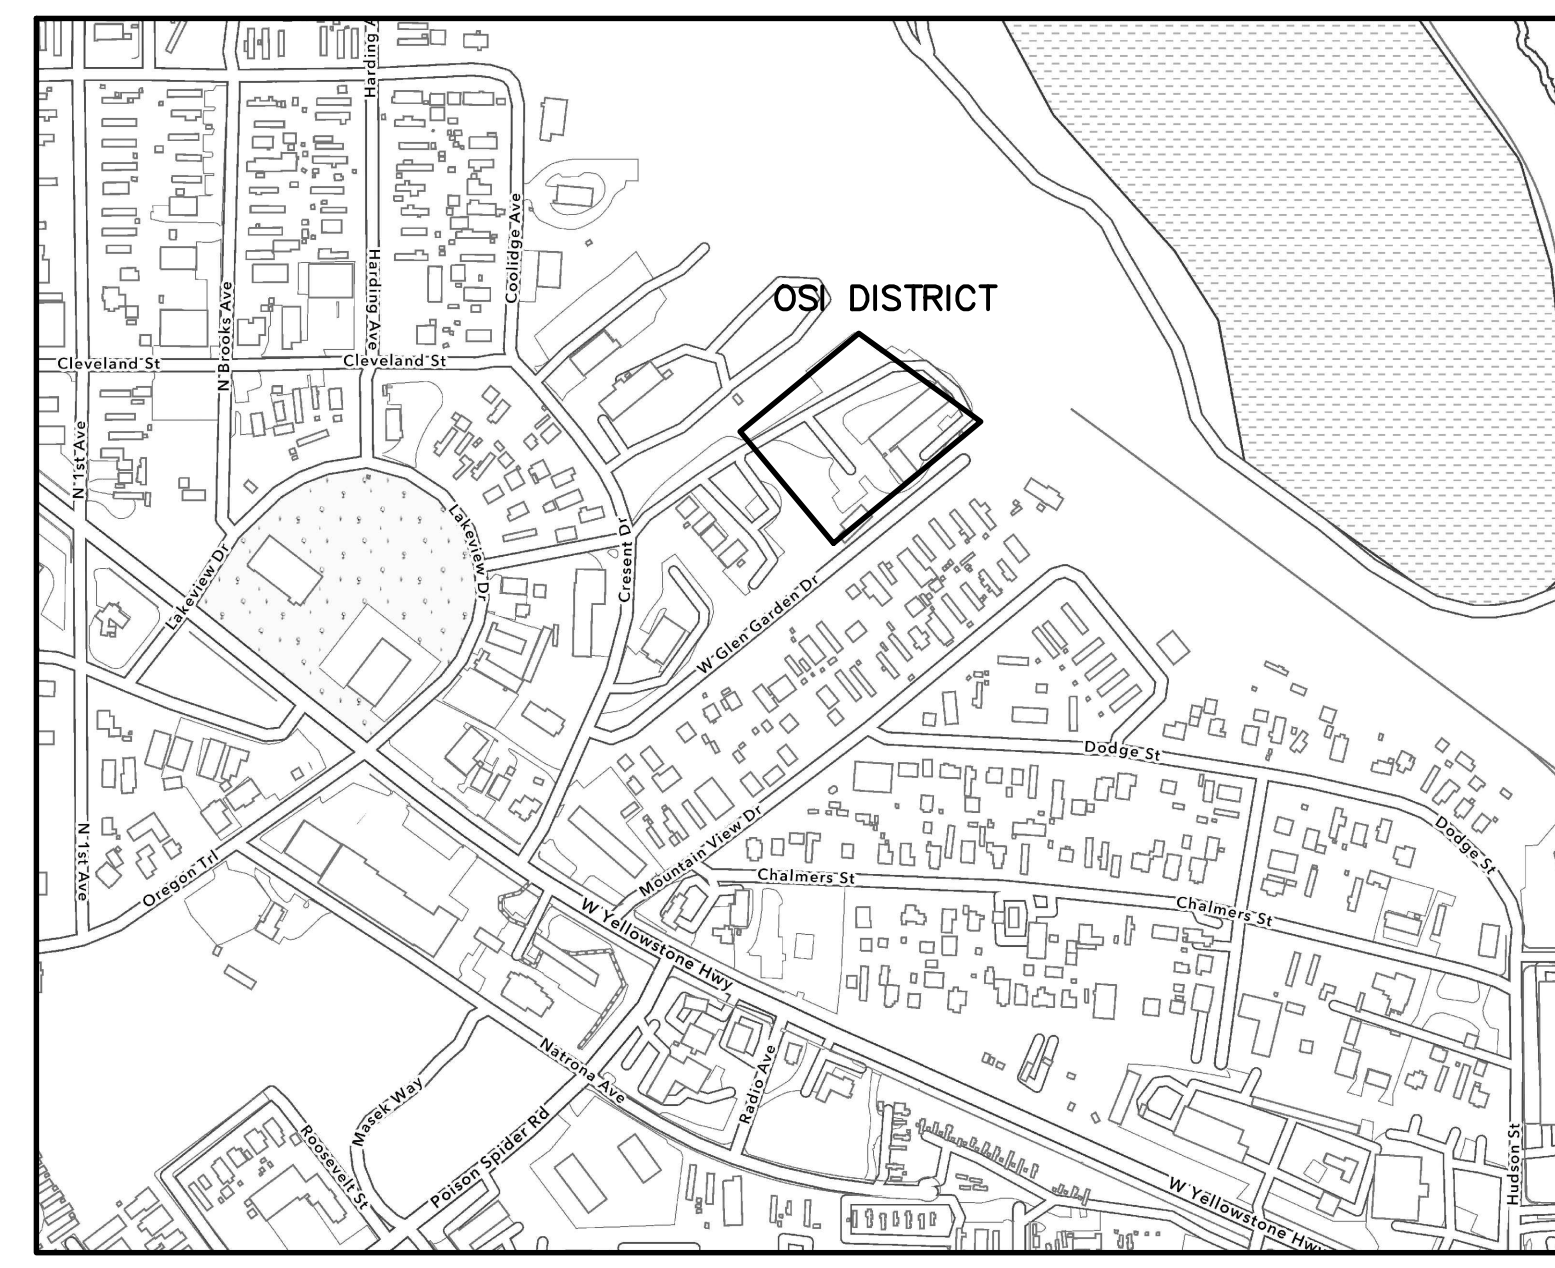 Harding A
OSI DISTRICT
Coolidge Ave
Harding Ave
N Brooks Ave
Cleveland St
Cleveland St
N 1st Ave
Lakeview Dr
Lakeview Dr
Cresent Dr
W Glen Garden Dr
Dodge St
Dodge St
Mountain View Dr
N 1st Ave
Oregon Trl
Chalmers St
Chalmers St
W Yellowstone Hwy
Natrona Ave
Radio Ave
Masek Way
Poison Spider Rd
Roosevelt St
Hudson St
W Yellowstone Hwy